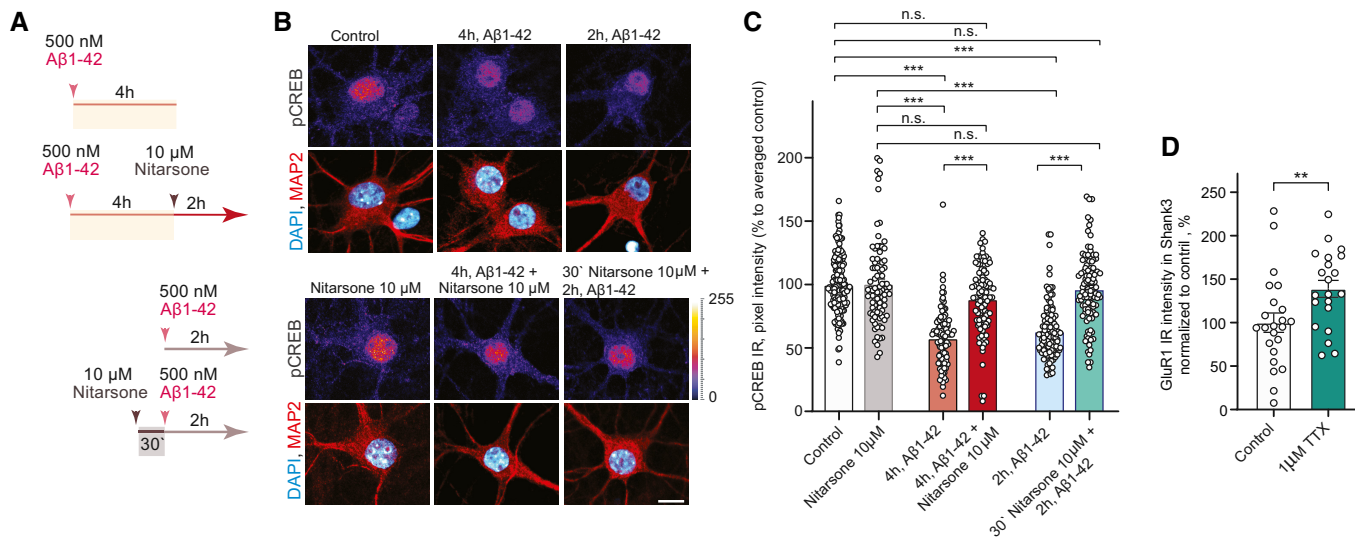 A
500 nM
Aβ1-42
4h
500 nM
Aβ1-42
10 µM
Nitarsone
4h
2h
500 nM
Aβ1-42
2h
10 µM
Nitarsone
500 nM
Aβ1-42
2h
30`
B
Control
4h, Aβ1-42
2h, Aβ1-42
pCREB
DAPI, MAP2
Nitarsone 10 µM
4h, Aβ1-42 +
Nitarsone 10 µM
30` Nitarsone 10µM +
2h, Aβ1-42
pCREB
DAPI, MAP2
255
0
C
n.s.
n.s.
***
***
***
***
n.s.
n.s.
***
***
pCREB IR, pixel intensity (% to averaged control)
200
150
100
50
0
Control
Nitarsone 10µM
4h, Aβ1-42
4h, Aβ1-42 +
Nitarsone 10 µM
2h, Aβ1-42
30` Nitarsone 10µM +
2h, Aβ1-42
D
**
GluR1 IR intensity in Shank3
normalized to contril , %
250
200
150
100
50
0
Control
1µM TTX